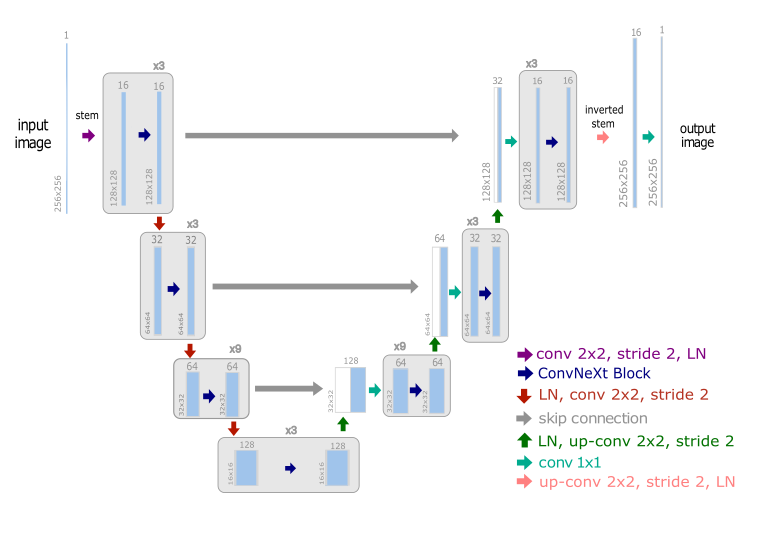 1
16
1
x3
x3
16
16
32
16
16
stem
inverted
stem
input
image
output
image
256x256
128x128
128x128
128x128
128x128
128x128
256x256
256x256
x3
x3
32
32
64
32
32
64x64
64x64
64x64
64x64
64x64
x9
x9
64
64
128
64
64
32x32
32x32
32x32
32x32
32x32
x3
128
128
16x16
16x16
conv 2x2, stride 2, LN
ConvNeXt Block
LN, conv 2x2, stride 2
skip connection
LN, up-conv 2x2, stride 2
conv 1x1
up-conv 2x2, stride 2, LN